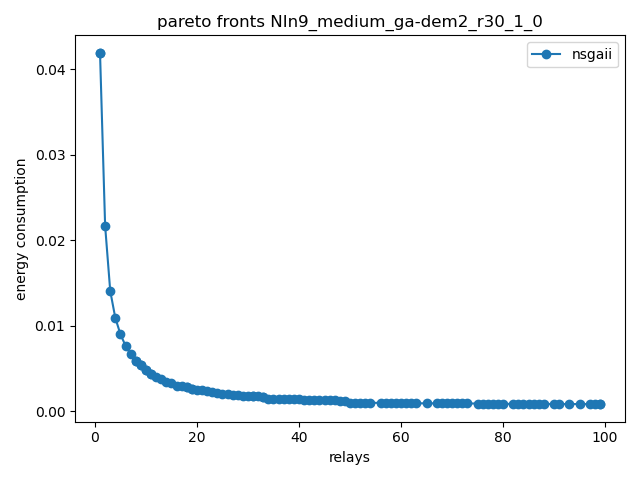 pareto fronts NIn9_medium_ga-dem2_r30_1_0
nsgaii
energy consumption
0.04
0.03
0.02
0.01
0.00
0 20 40 60 80 100
relays